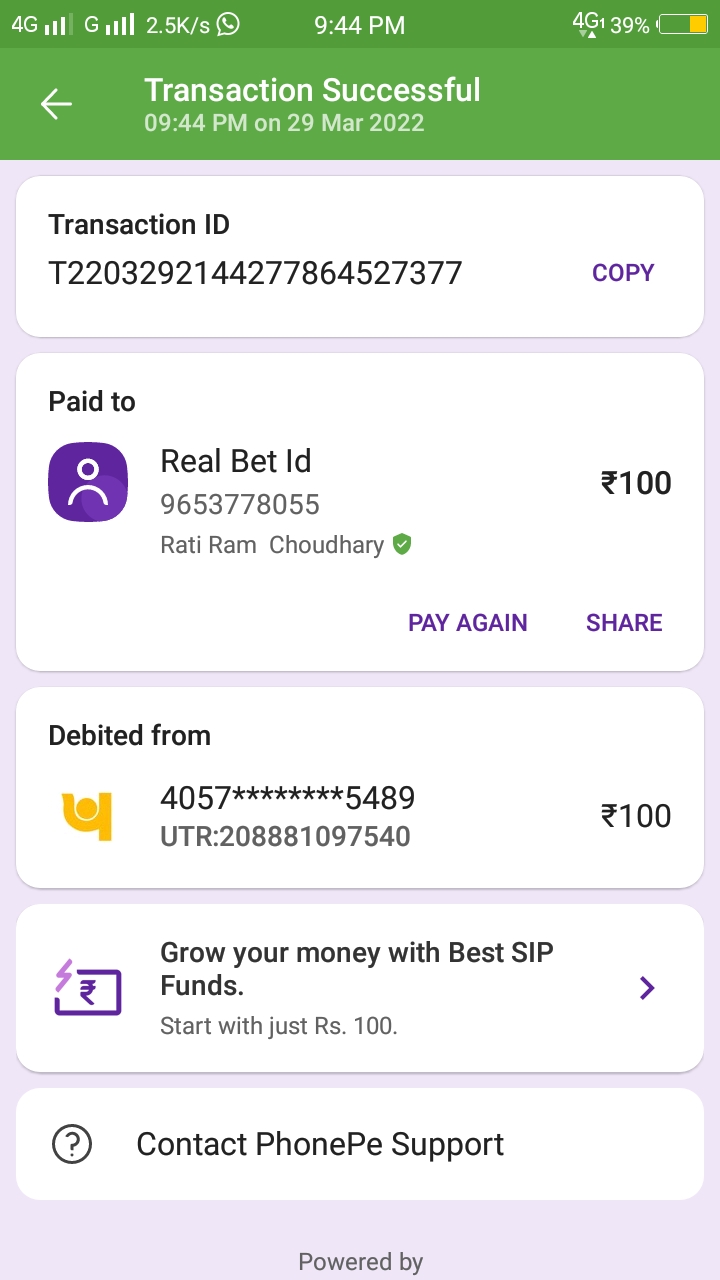 4G G 2.5K/s 9:44 PM 4G1 39%
Transaction Successful
09:44 PM on 29 Mar 2022
Transaction ID
T2203292144277864527377 COPY
Paid to
Real Bet Id
9653778055 ₹100
Rati Ram Choudhary
PAY AGAIN SHARE
Debited from
4057********5489 ₹100
UTR:208881097540
Grow your money with Best SIP
Funds.
Start with just Rs. 100.
Contact PhonePe Support
Powered by